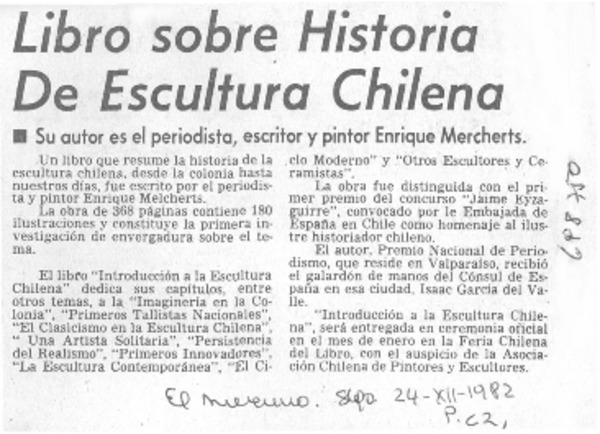 Libro sobre Historia
De Escultura Chilena
■ Su autor es el periodista, escritor y pintor Enrique Mercherts.
Un libro que resume la historia de la
escultura chilena, desde la colonia hasta
nuestros días, fue escrito por el periodis-
ta y pintor Enrique Melcherts.
La obra de 368 páginas contiene 180
ilustraciones y constituye la primera in-
vestigación de envergadura sobre el te-
ma.
El libro "Introducción a la Escultura
Chilena" dedica sus capítulos, entre
otros temas, a la "Imaginería en la Co-
lonia", "Primeros Tallistas Nacionales",
"El Clasicismo en la Escultura Chilena",
" Una Artista Solitaria", "Persistencia
del Realismo", "Primeros Innovadores",
"La Escultura Contemporánea", "El Ci-
clo Moderno" y "Otros Escultores y Ce-
ramistas".
La obra fue distinguida con el pri-
mer premio del concurso "Jaime Eyza-
guirre", convocado por le Embajada de
España en Chile como homenaje al ilus-
tre historiador chileno.
El autor, Premio Nacional de Perio-
dismo, que reside en Valparaíso, recibió
el galardón de manos del Cónsul de Es-
paña en esa ciudad, Isaac García del Va-
lle.
"Introducción a la Escultura Chile-
na", será entregada en ceremonia oficial
en el mes de enero en la Feria Chilena
del Libro, con el auspicio de la Asocia-
ción Chilena de Pintores y Escultores.
El Mercurio. Stgo 24-XII-1982
P. C2,